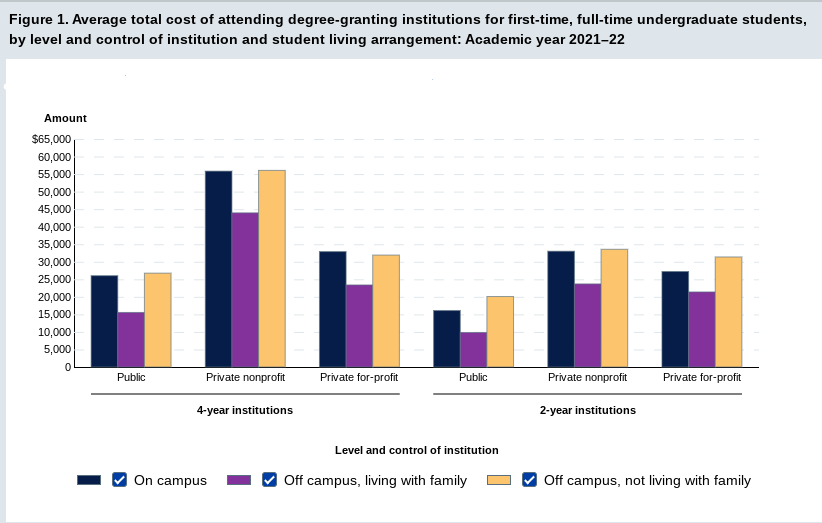 Figure 1. Average total cost of attending degree-granting institutions for first-time, full-time undergraduate students,
by level and control of institution and student living arrangement: Academic year 2021–22
Amount
$65,000
60,000
55,000
50,000
45,000
40,000
35,000
30,000
25,000
20,000
15,000
10,000
5,000
0
Public Private nonprofit Private for-profit Public Private nonprofit Private for-profit
4-year institutions 2-year institutions
Level and control of institution
On campus Off campus, living with family Off campus, not living with family